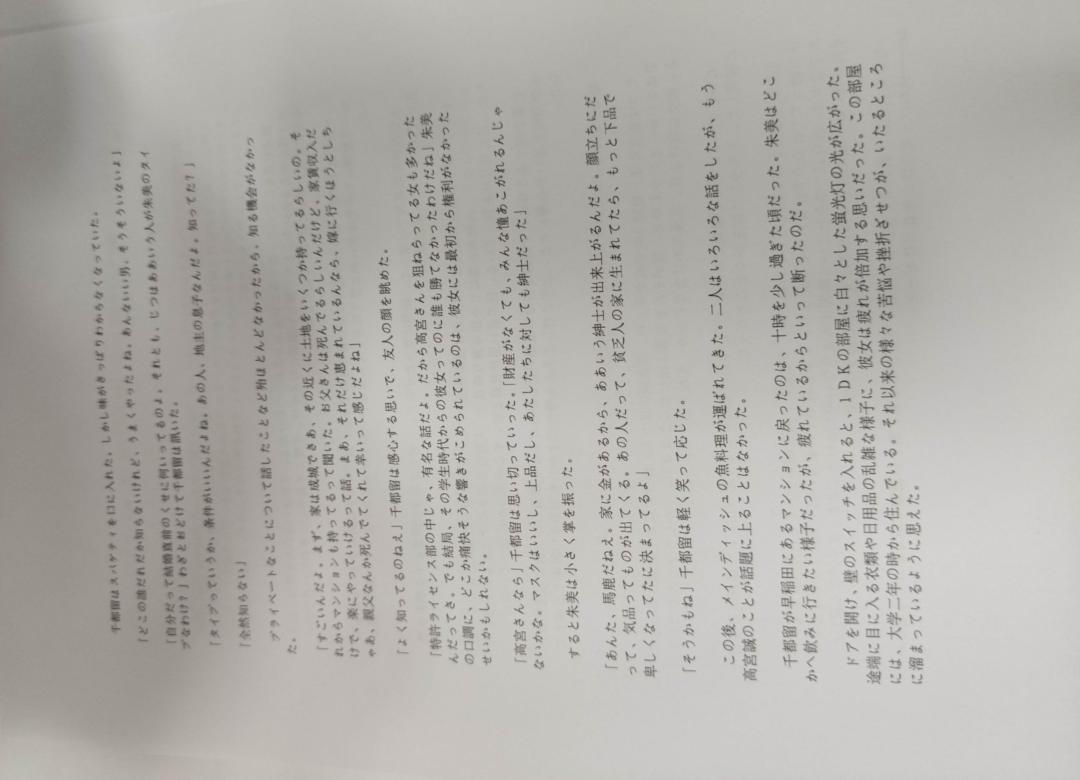 千都留はスパゲティを口に入れた。しかし味がさっぱりわからなくなっていた。
「どこの誰だれだか知らないけれど、うまくやったよね。あんないい男、そうそういないよ」
「自分だって結婚直前のくせに何いってるのよ。それとも、じつはああいう人が朱美のタイ
プなわけ?」わざとおどけて千都留は訊いた。
「タイプっていうか、条件がいいんだよね。あの人、地主の息子なんだよ。知ってた?」
「全然知らない」
プライベートなことについて話したことなど殆ほとんどなかったから、知る機会がなかっ
た。
「すごいんだよ。まず、家は成城でさあ、その近くに土地をいくつか持ってるらしいの。そ
れからマンションも持ってるって聞いた。お父さんは死んでるらしいんだけど、家賃収入だ
けで、楽にやっていけるって話。まあ、それだけ恵まれているんなら、嫁に行くほうとしち
ゃあ、親父なんか死んでてくれて幸いって感じだよね」
「よく知ってるのねえ」千都留は感心する思いで、友人の顔を眺めた。
「特許ライセンス部の中じゃ、有名な話だよ。だから高宮さんを狙ねらってる女も多かった
んだってさ。でも結局、その学生時代からの彼女ってのに誰も勝てなかったわけだね」朱美
の口調に、どこか痛快そうな響きがこめられているのは、彼女には最初から権利がなかった
せいかもしれない。
「高宮さんなら」千都留は思い切っていった。「財産がなくても、みんな憧あこがれるんじゃ
ないかな。マスクはいいし、上品だし、あたしたちに対しても紳士だった」
すると朱美は小さく掌を振った。
「あんた、馬鹿だねえ。家に金があるから、ああいう紳士が出来上がるんだよ。顔立ちにだ
って、気品ってものが出てくる。あの人だって、貧乏人の家に生まれてたら、もっと下品で
卑しくなってたに決まってるよ」
「そうかもね」千都留は軽く笑って応じた。
この後、メインディッシュの魚料理が運ばれてきた。二人はいろいろな話をしたが、もう
高宮誠のことが話題に上ることはなかった。
千都留が早稲田にあるマンションに戻ったのは、十時を少し過ぎた頃だった。朱美はどこ
かへ飲みに行きたい様子だったが、疲れているからといって断ったのだ。
ドアを開け、壁のスイッチを入れると、1DKの部屋に白々とした蛍光灯の光が広がった。
途端に目に入る衣類や日用品の乱雑な様子に、彼女は疲れが倍加する思いだった。この部屋
には、大学二年の時から住んでいる。それ以来の様々な苦悩や挫折ざせつが、いたるところ
に溜まっているように思えた。